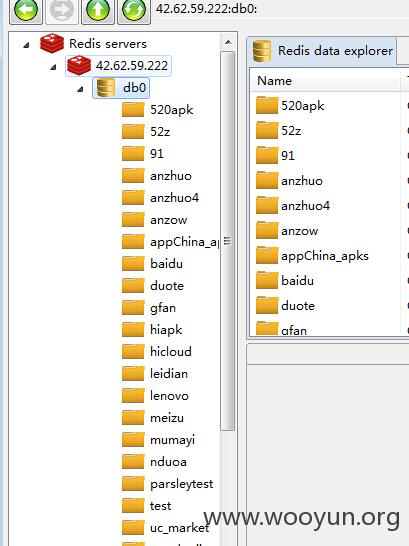 42.62.59.222:db0:
Redis servers
42.62.59.222
db0
520apk
52z
91
anzhuo
anzhuo4
anzow
appChina_ap
baidu
duote
gfan
hiapk
hicloud
leidian
lenovo
meizu
mumayi
nduoa
parsleytest
test
uc_market
Redis data explorer
Name
520apk
52z
91
anzhuo
anzhuo4
anzow
appChina_apks
baidu
duote
gfan
www.wooyun.org